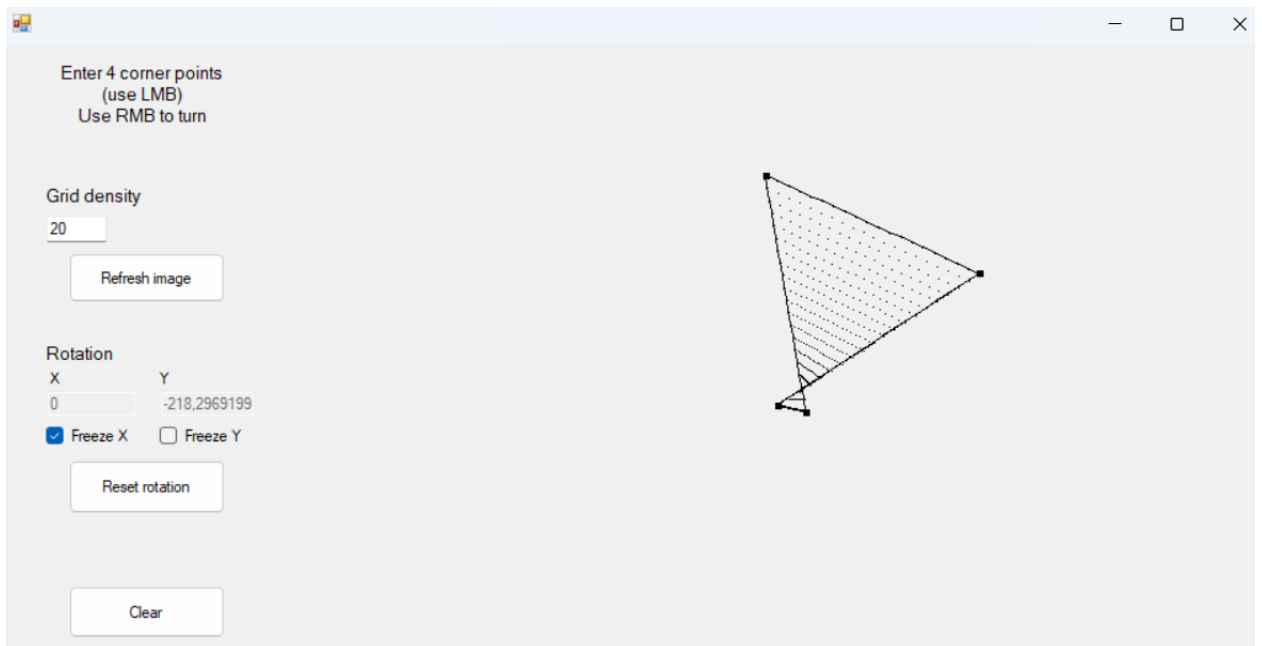 Enter 4 corner points
(use LMB)
Use RMB to turn
Grid density
20
Refresh image
Rotation
X Y
0 -218,2969199
Freeze X Freeze Y
Reset rotation
Clear